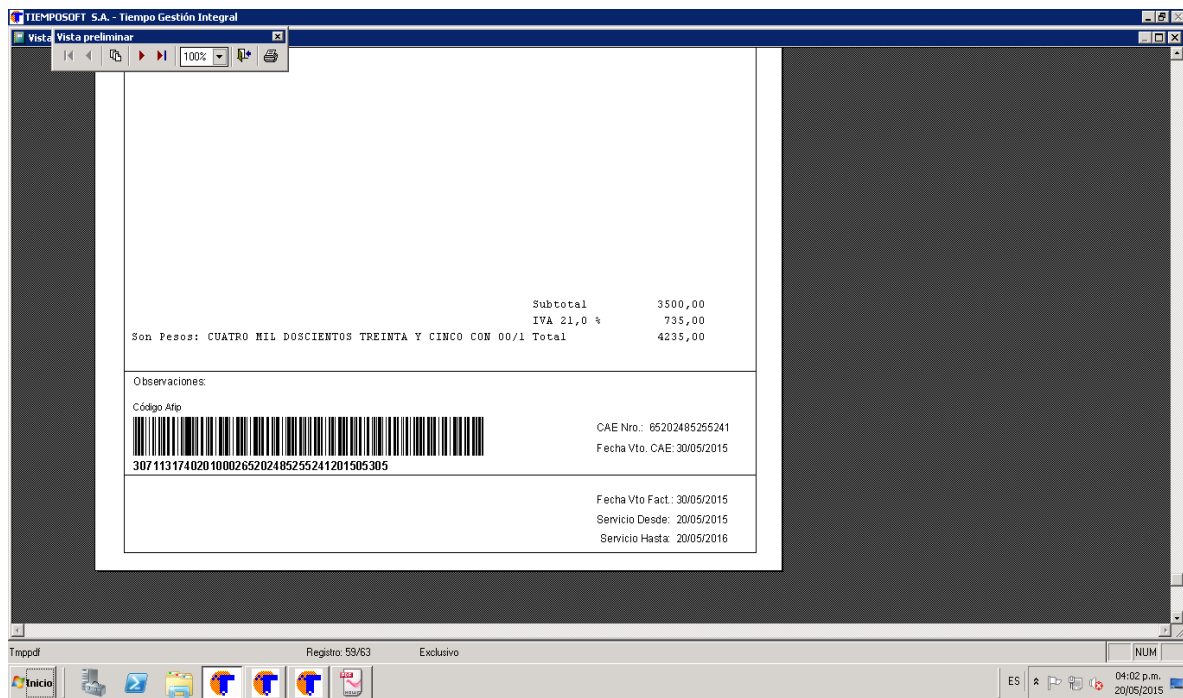 TIEMPOSOFT S.A. - Tiempo Gestión Integral
Vista
Vista preliminar
100%
Subtotal 3500,00
IVA 21,0 % 735,00
Son Pesos: CUATRO MIL DOSCIENTOS TREINTA Y CINCO CON 00/1 Total 4235,00
Observaciones:
Código Afip
CAE Nro.: 65202485255241
Fecha Vto. CAE: 30/05/2015
3071131740201000265202485255241201505305
Fecha Vto Fact.: 30/05/2015
Servicio Desde: 20/05/2015
Servicio Hasta: 20/05/2016
Tmppdf Registro: 59/63 Exclusivo NUM
Inicio
ES
04:02 p.m.
20/05/2015